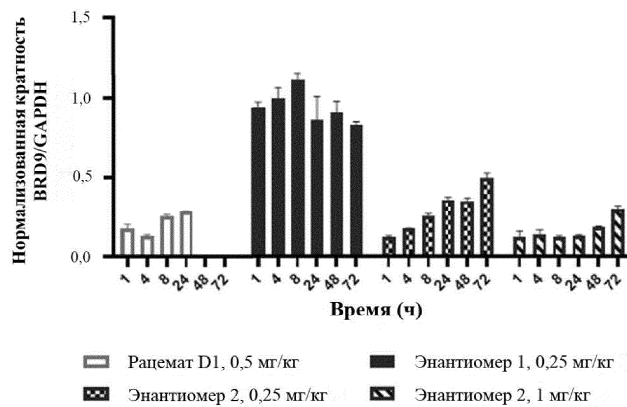 Нормализованная кратность
BRD9/GAPDH
1,5
1,0
0,5
0,0
1 4 8 24 48 72 1 4 8 24 48 72 1 4 8 24 48 72 1 4 8 24 48 72
Время (ч)
Рацемат D1, 0,5 мг/кг
Энантиомер 1, 0,25 мг/кг
Энантиомер 2, 0,25 мг/кг
Энантиомер 2, 1 мг/кг